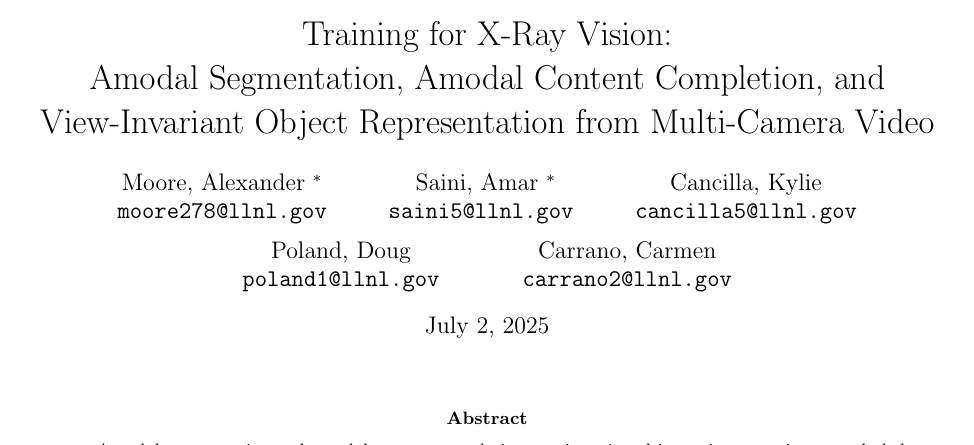 Training for X-Ray Vision:
Amodal Segmentation, Amodal Content Completion, and
View-Invariant Object Representation from Multi-Camera Video
Moore, Alexander * Saini, Amar * Cancilla, Kylie
moore278@llnl.gov saini5@llnl.gov cancilla5@llnl.gov
Poland, Doug Carrano, Carmen
poland1@llnl.gov carrano2@llnl.gov
July 2, 2025
Abstract